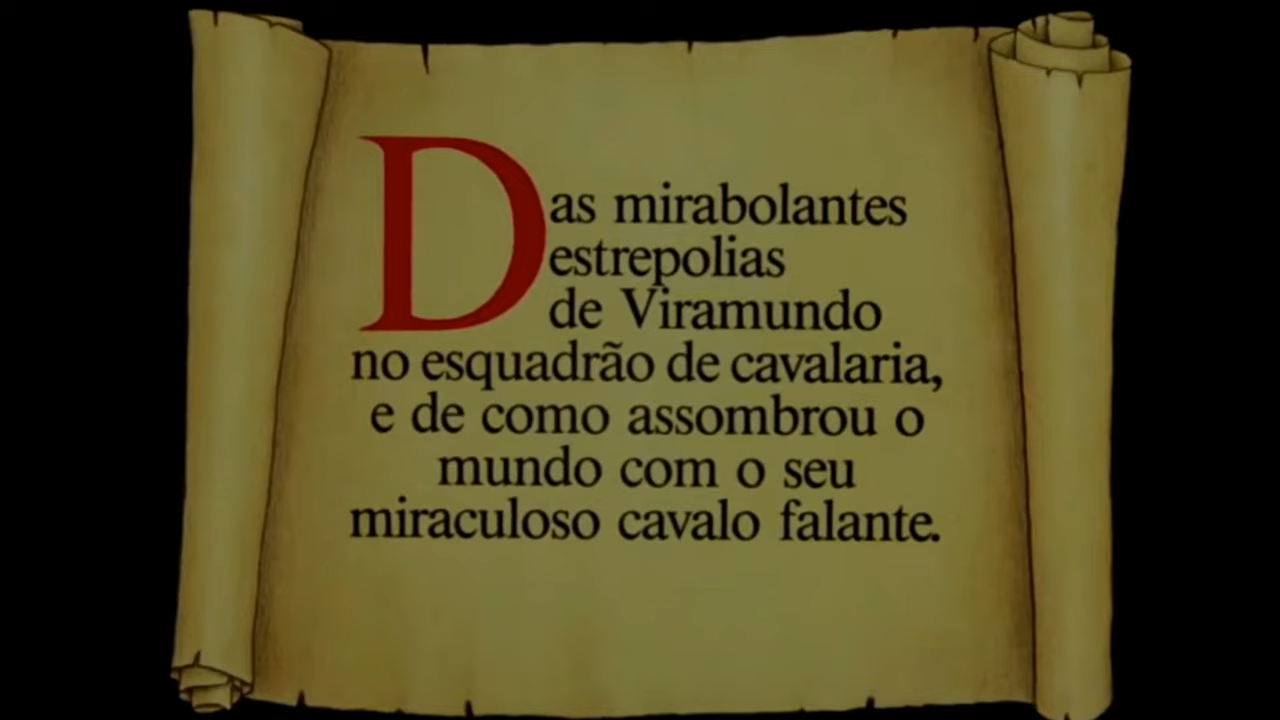 Das mirabolantes
estrepolias
de Viramundo
no esquadrão de cavalaria,
e de como assombrou o
mundo com o seu
miraculoso cavalo falante.